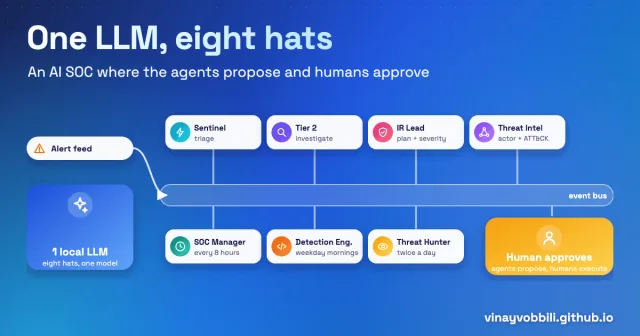 One LLM, eight hats
An AI SOC where the agents propose and humans approve
Sentinel
triage
Tier 2
investigate
IR Lead
plan + severity
Threat Intel
actor + ATT&CK
Alert feed
event bus
1 local LLM
eight hats, one model
SOC Manager
every 8 hours
Detection Eng.
weekday mornings
Threat Hunter
twice a day
Human approves
agents propose, humans execute
vinayvobbili.github.io